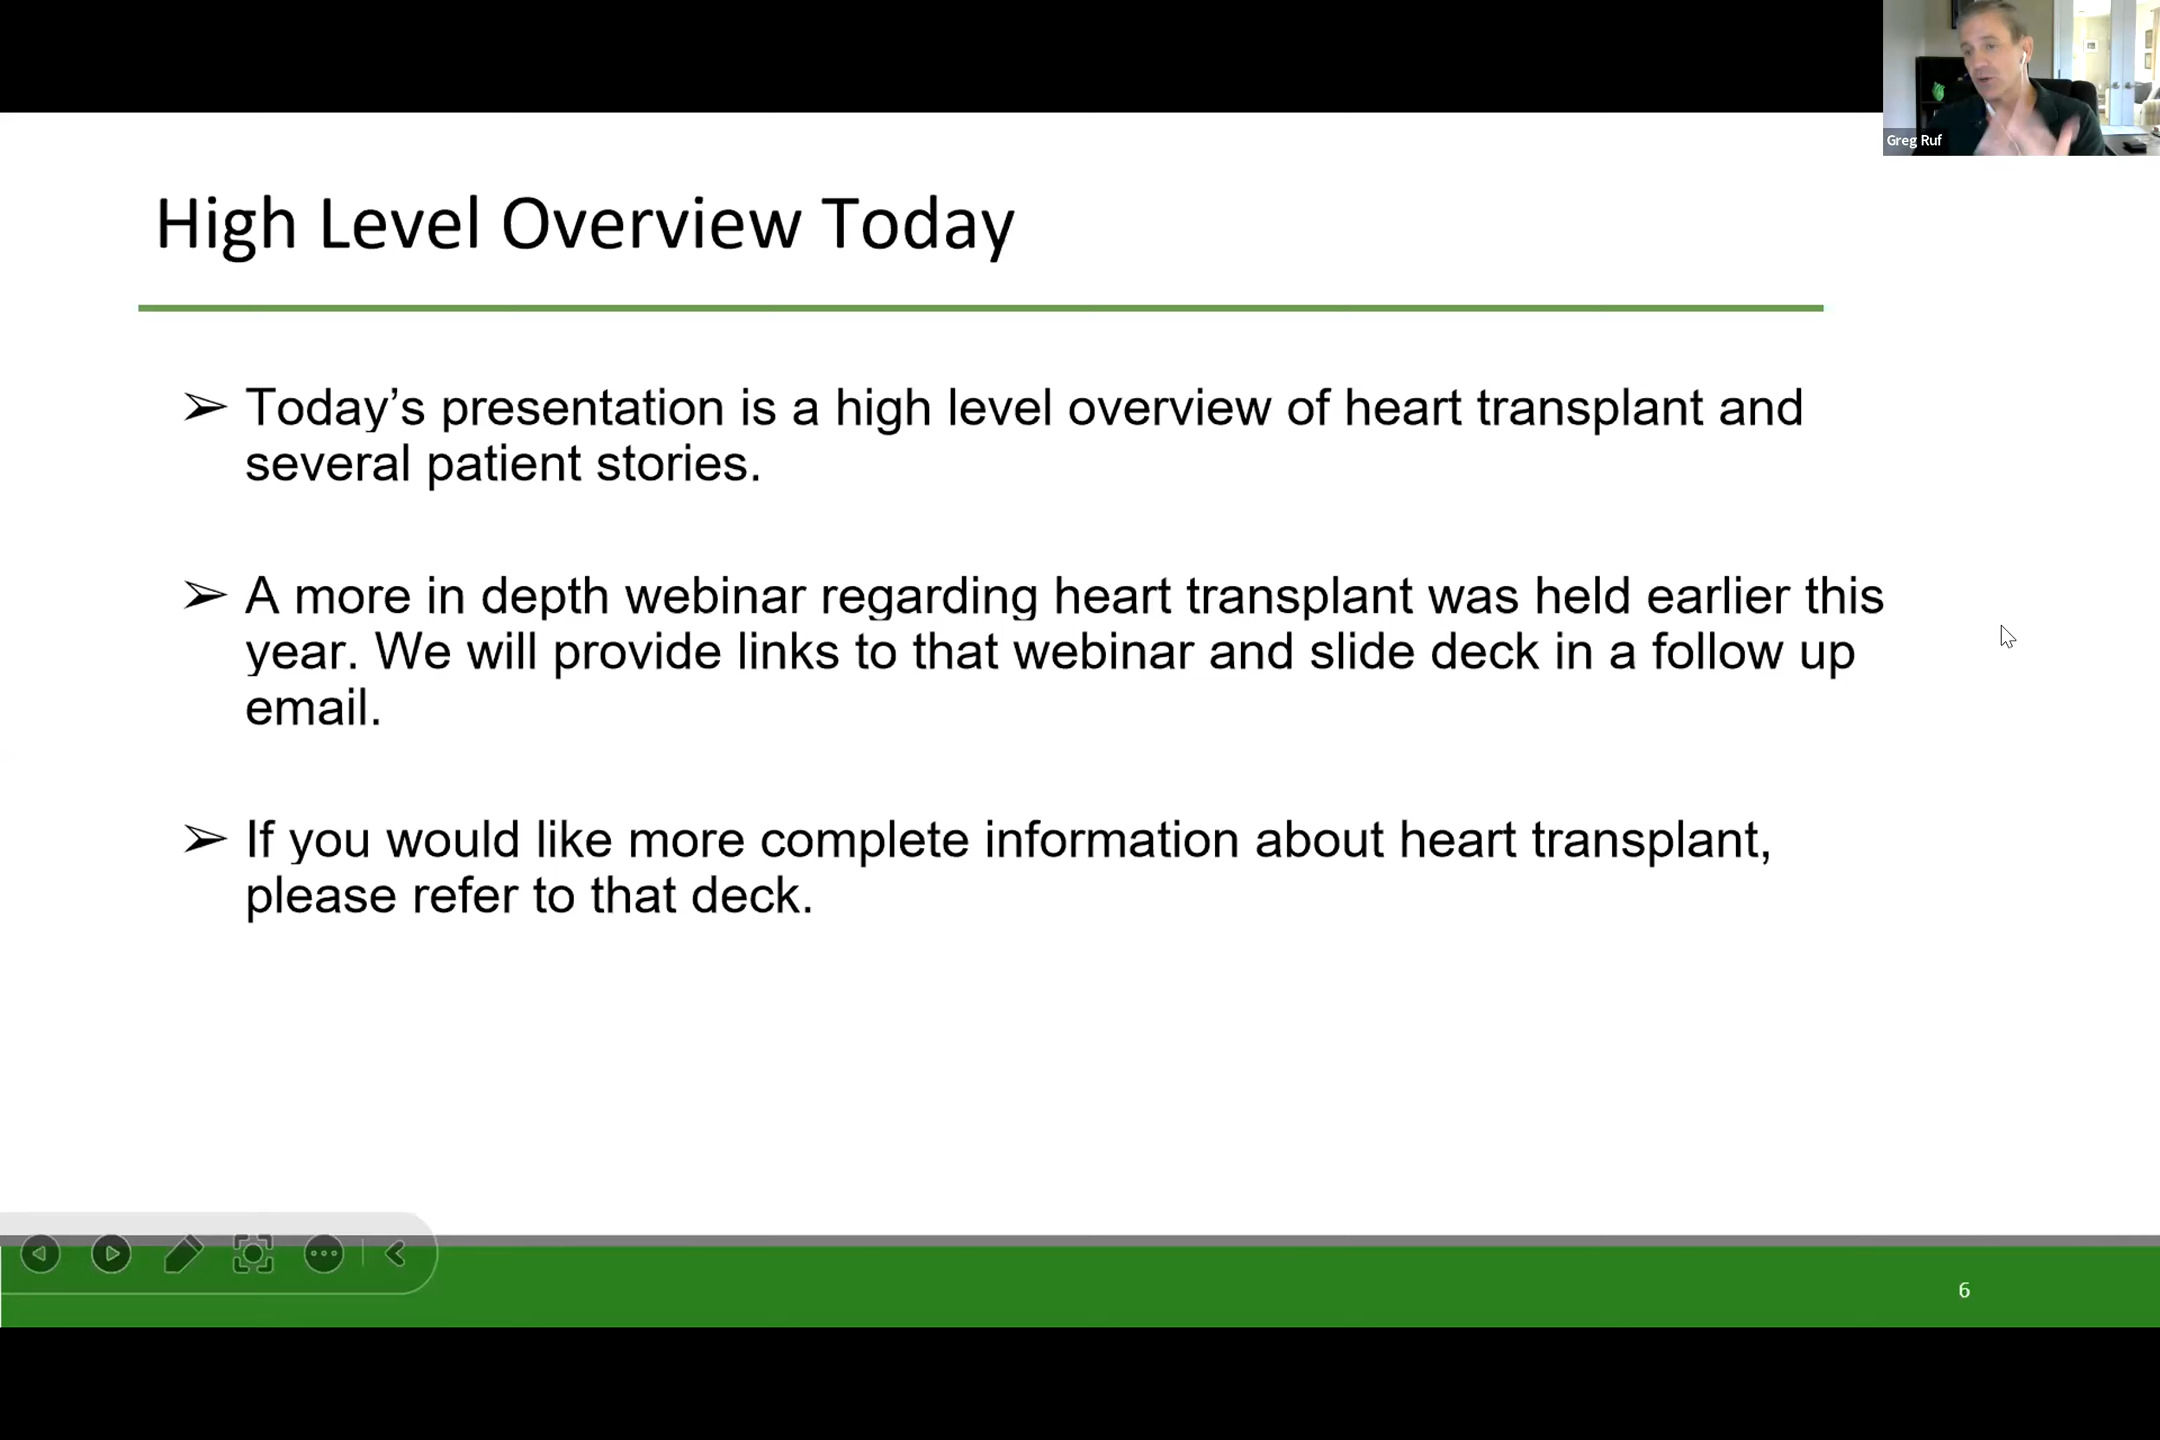 Greg Ruf
High Level Overview Today
➢ Today’s presentation is a high level overview of heart transplant and
several patient stories.
➢ A more in depth webinar regarding heart transplant was held earlier this
year. We will provide links to that webinar and slide deck in a follow up
email.
➢ If you would like more complete information about heart transplant,
please refer to that deck.
6